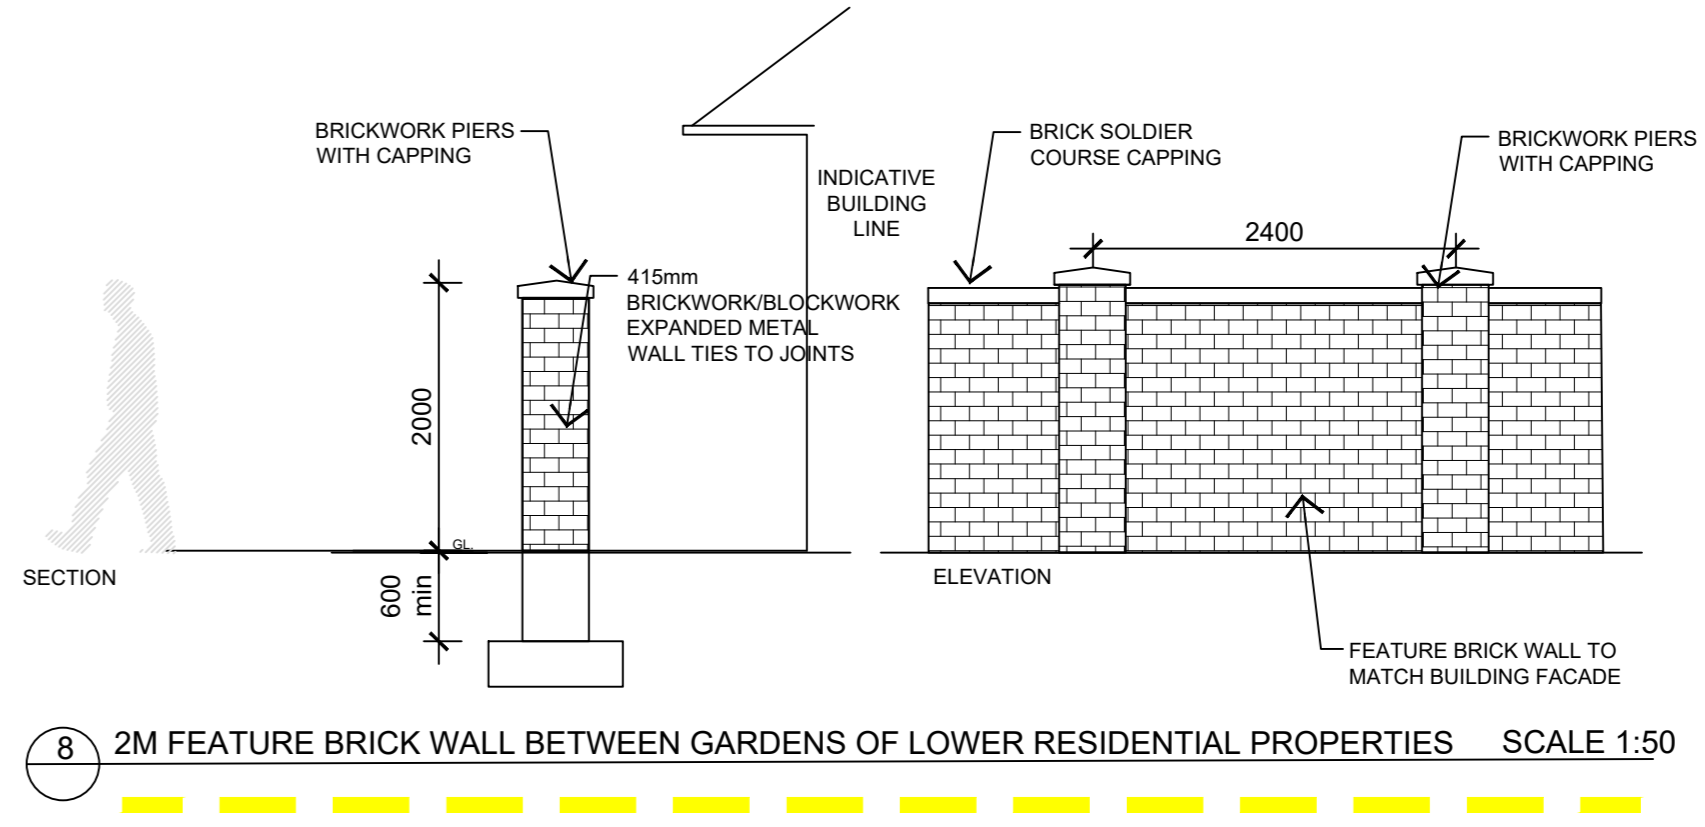 BRICKWORK PIERS
WITH CAPPING
INDICATIVE
BUILDING
LINE
415mm
BRICKWORK/BLOCKWORK
EXPANDED METAL
WALL TIES TO JOINTS
2000
GL.
600
min
SECTION
BRICK SOLDIER
COURSE CAPPING
BRICKWORK PIERS
WITH CAPPING
2400
ELEVATION
FEATURE BRICK WALL TO
MATCH BUILDING FACADE
8 2M FEATURE BRICK WALL BETWEEN GARDENS OF LOWER RESIDENTIAL PROPERTIES SCALE 1:50